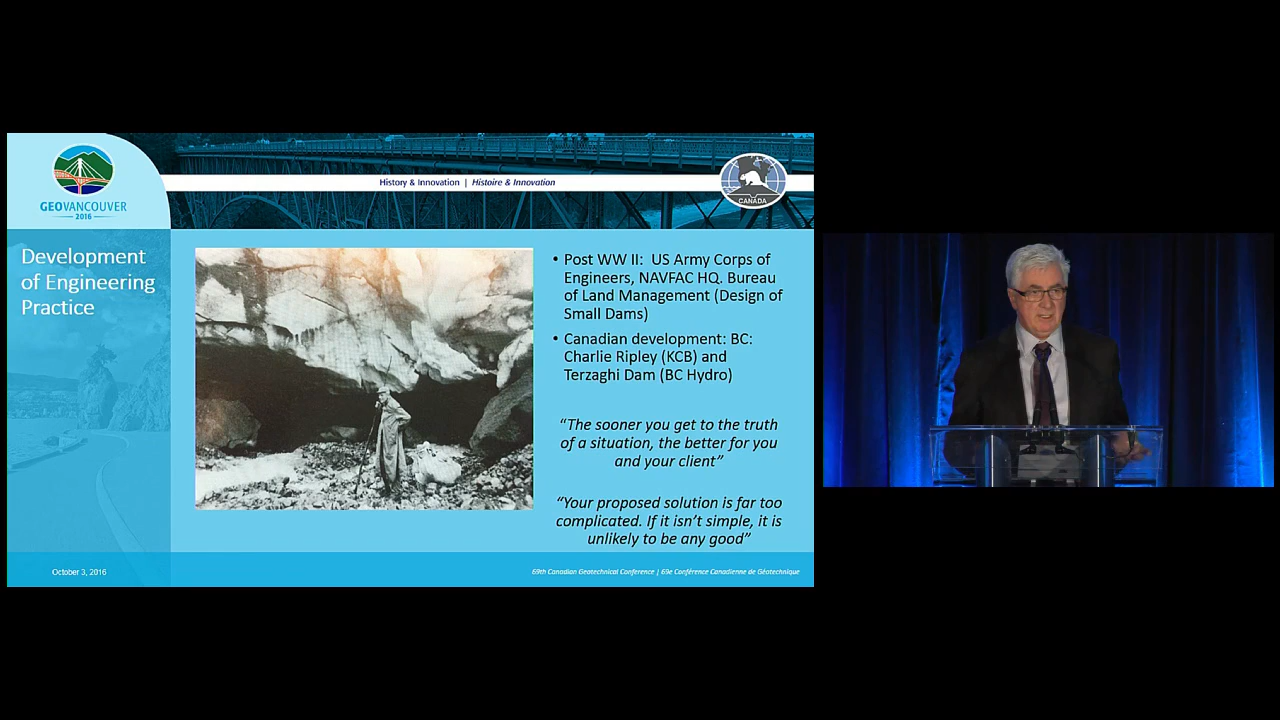 GEOVANCOUVER
2016
History & Innovation | Histoire & Innovation
CANADA
Development
of Engineering
Practice
• Post WW II: US Army Corps of
Engineers, NAVFAC HQ. Bureau
of Land Management (Design of
Small Dams)
• Canadian development: BC:
Charlie Ripley (KCB) and
Terzaghi Dam (BC Hydro)
“The sooner you get to the truth
of a situation, the better for you
and your client”
“Your proposed solution is far too
complicated. If it isn’t simple, it is
unlikely to be any good”
October 3, 2016
69th Canadian Geotechnical Conference | 69e Conférence Canadienne de Géotechnique